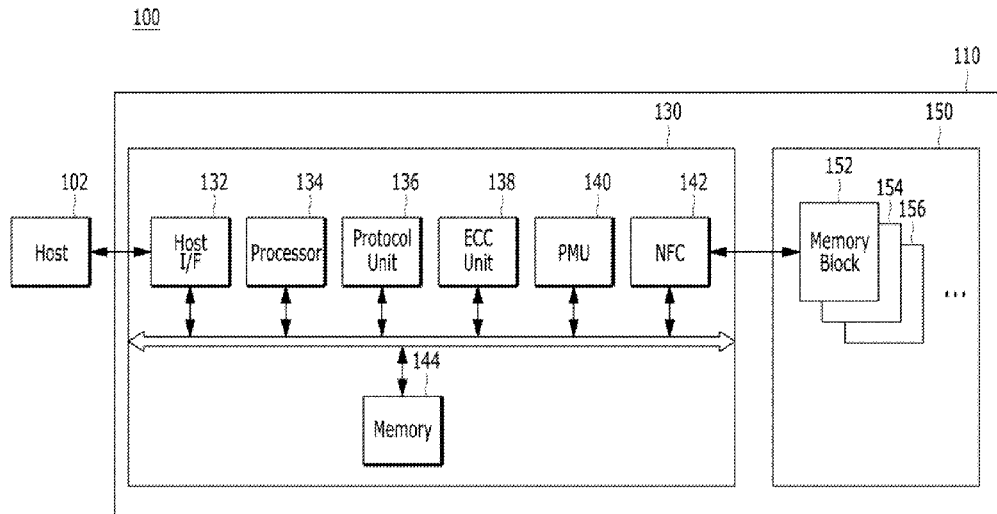 100
110
130
150
102
132
134
136
138
140
142
152
154
156
Host
Host
I/F
Processor
Protocol
Unit
ECC
Unit
PMU
NFC
Memory
Block
...
144
Memory